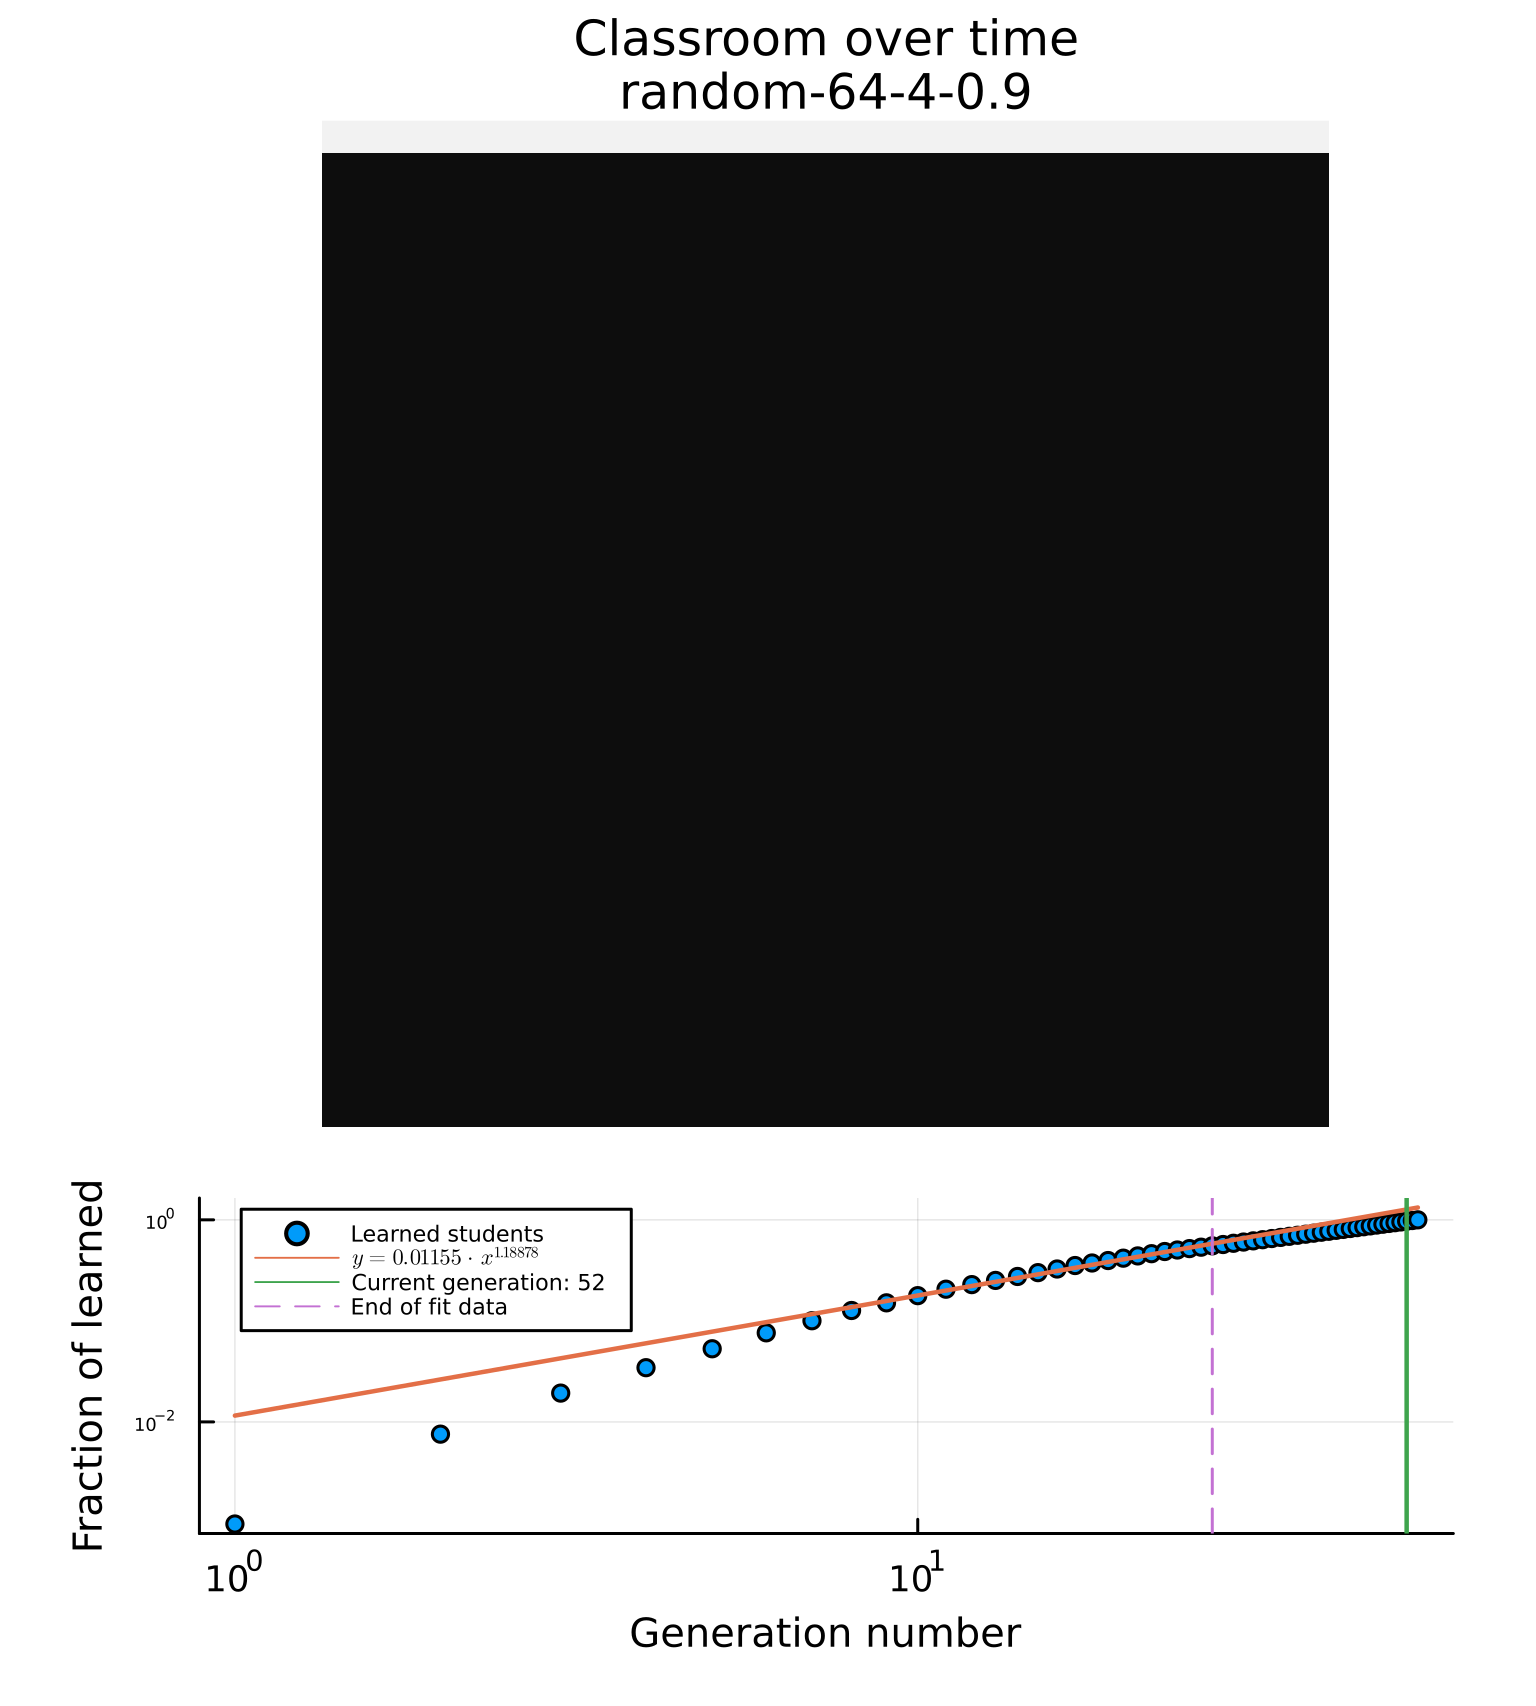 Classroom over time
random-64-4-0.9
Fraction of learned
10^0
10^-2
Learned students
y = 0.01155 · x^1.18878
Current generation: 52
End of fit data
10^0
10^1
Generation number